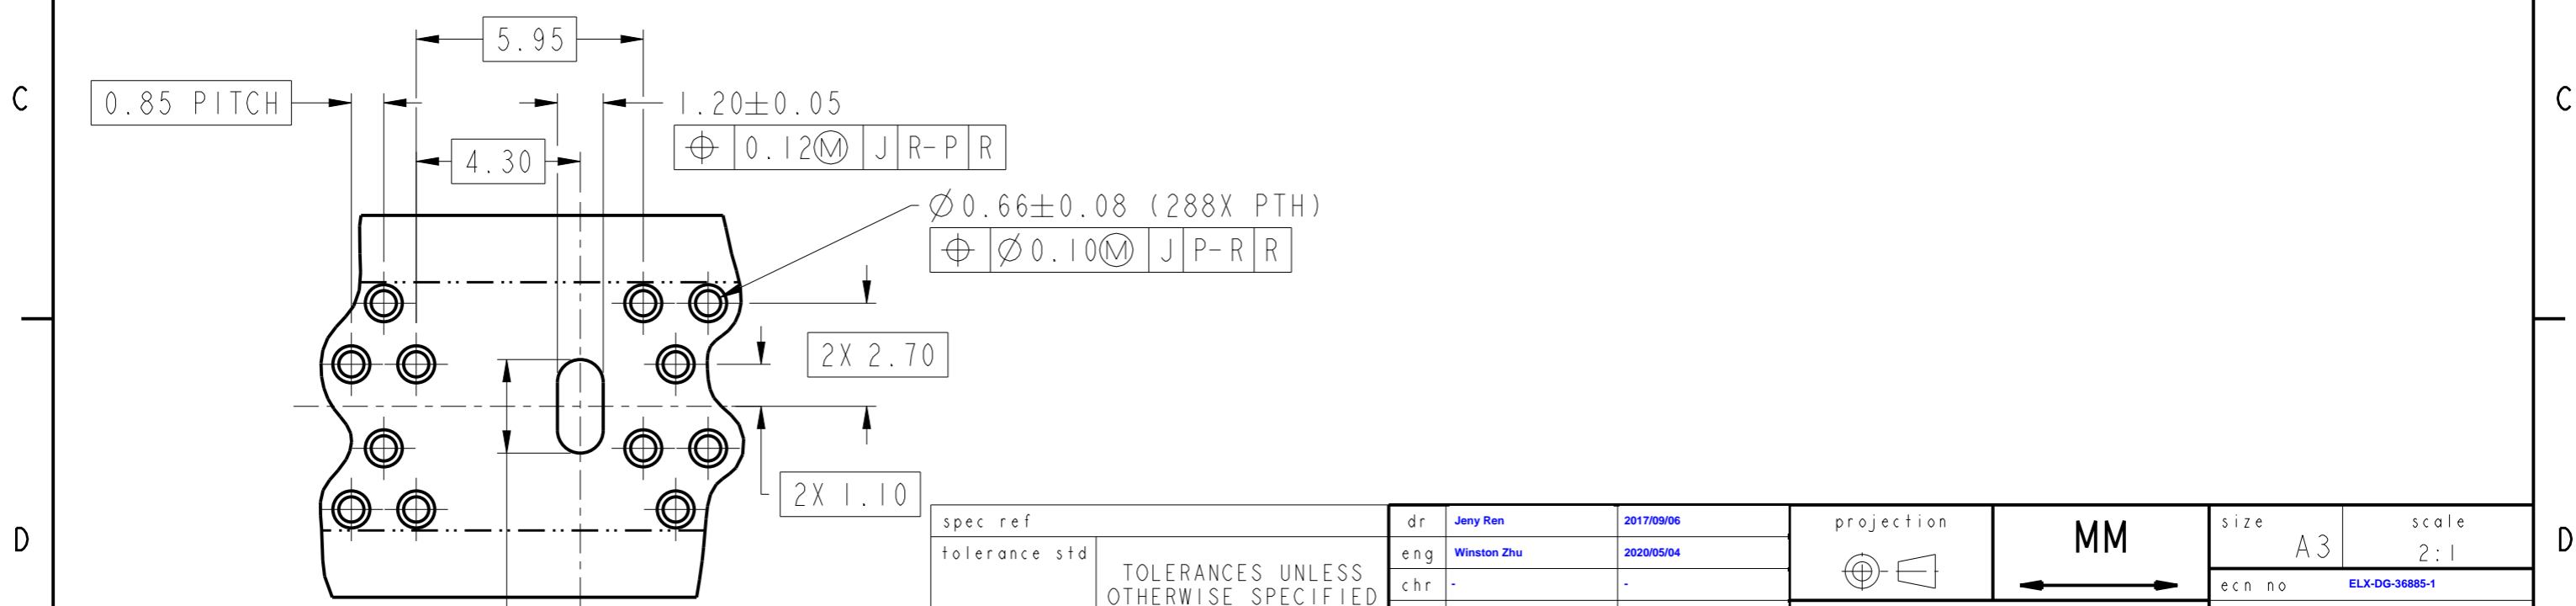 5.95
C
0.85 PITCH
1.20±0.05
C
⌖ 0.12Ⓜ J R-P R
4.30
∅0.66±0.08 (288X PTH)
⌖ ∅0.10Ⓜ J P-R R
2X 2.70
2X 1.10
D
spec ref
dr Jeny Ren 2017/09/06
projection
MM
size A3
scale 2:1
D
tolerance std
TOLERANCES UNLESS
OTHERWISE SPECIFIED
eng Winston Zhu 2020/05/04
chr - -
ecn no ELX-DG-36885-1